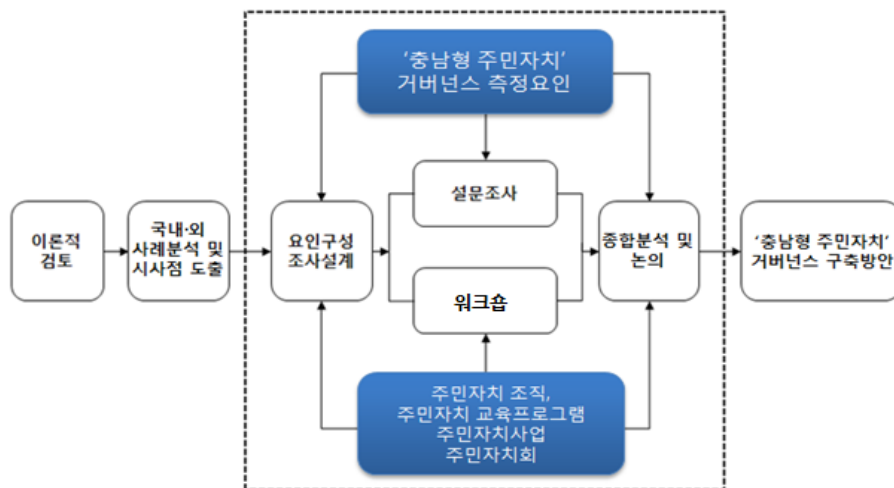 '충남형 주민자치'
거버넌스 측정요인
설문조사
이론적
검토
국내·외
사례분석 및
시사점 도출
요인구성
조사설계
종합분석 및
논의
'충남형 주민자치'
거버넌스 구축방안
워크숍
주민자치 조직,
주민자치 교육프로그램
주민자치사업
주민자치회